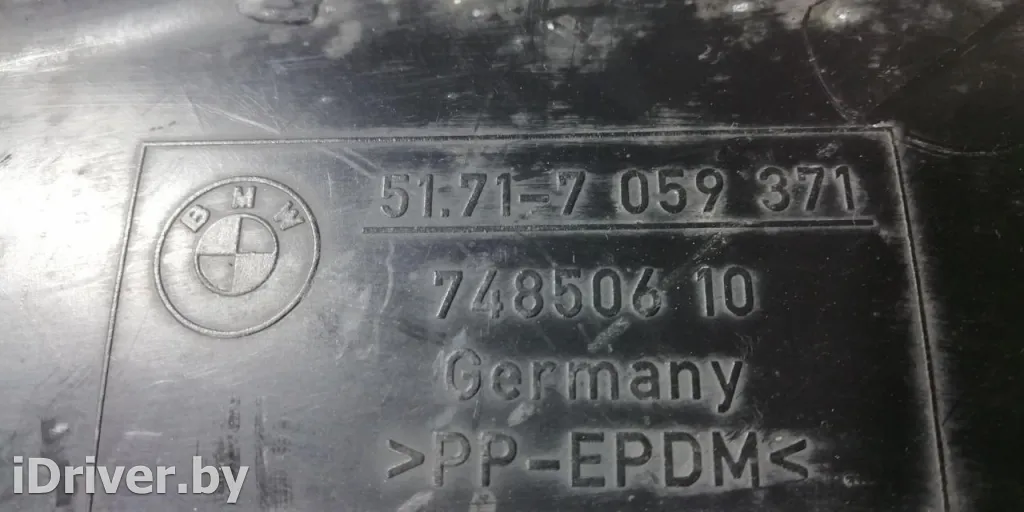 BMW
51.71-7 059 371
748506 10
Germany
>PP-EPDM<
iDriver.by